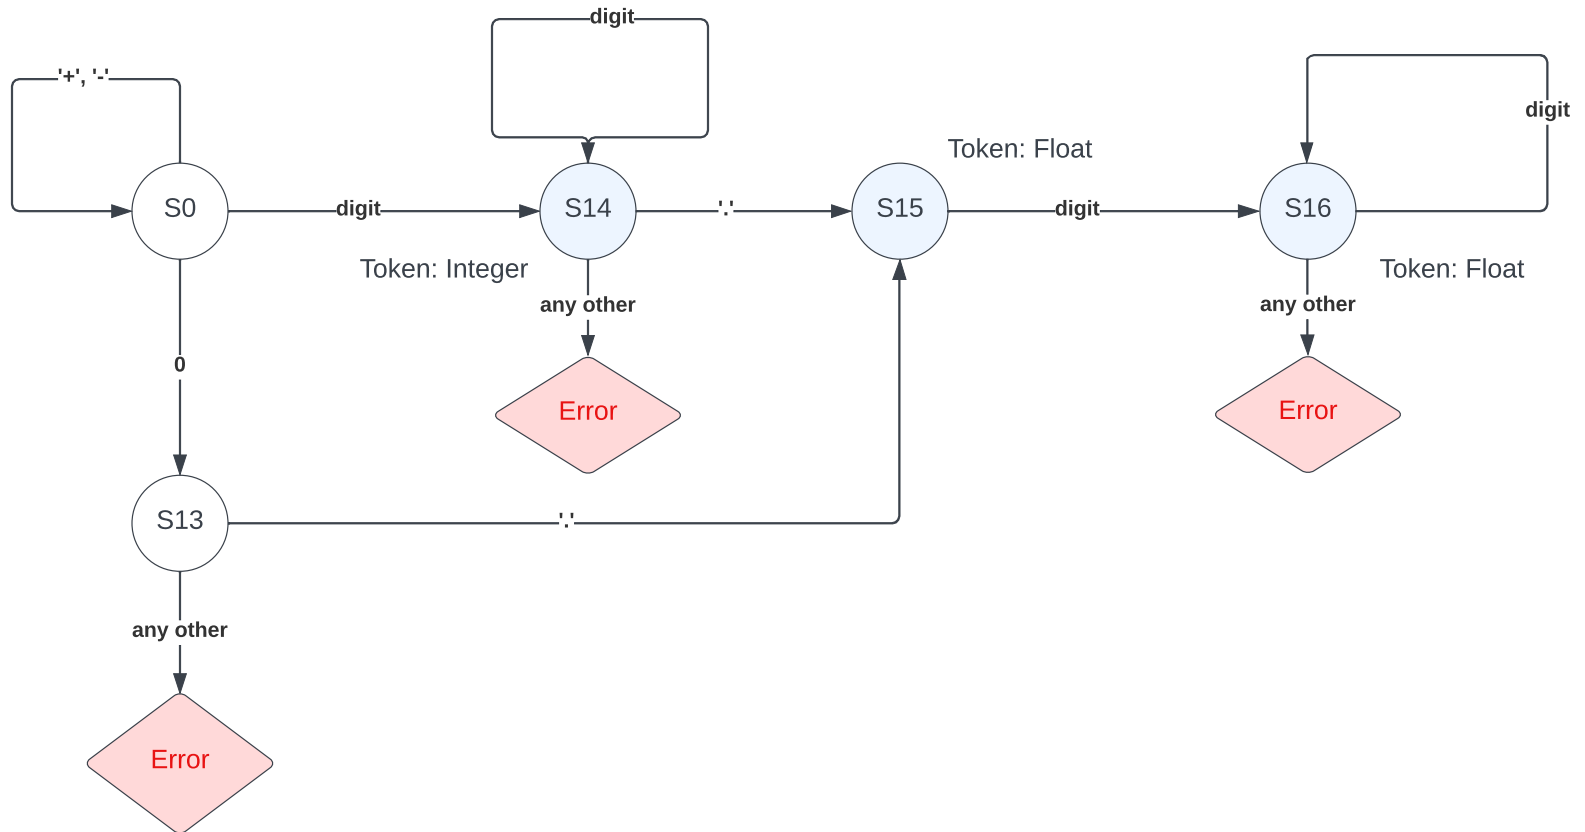 digit
'+', '-'
digit
Token: Float
S0
digit
S14
'.'
S15
digit
S16
Token: Integer
Token: Float
any other
any other
0
Error
Error
S13
'.'
any other
Error